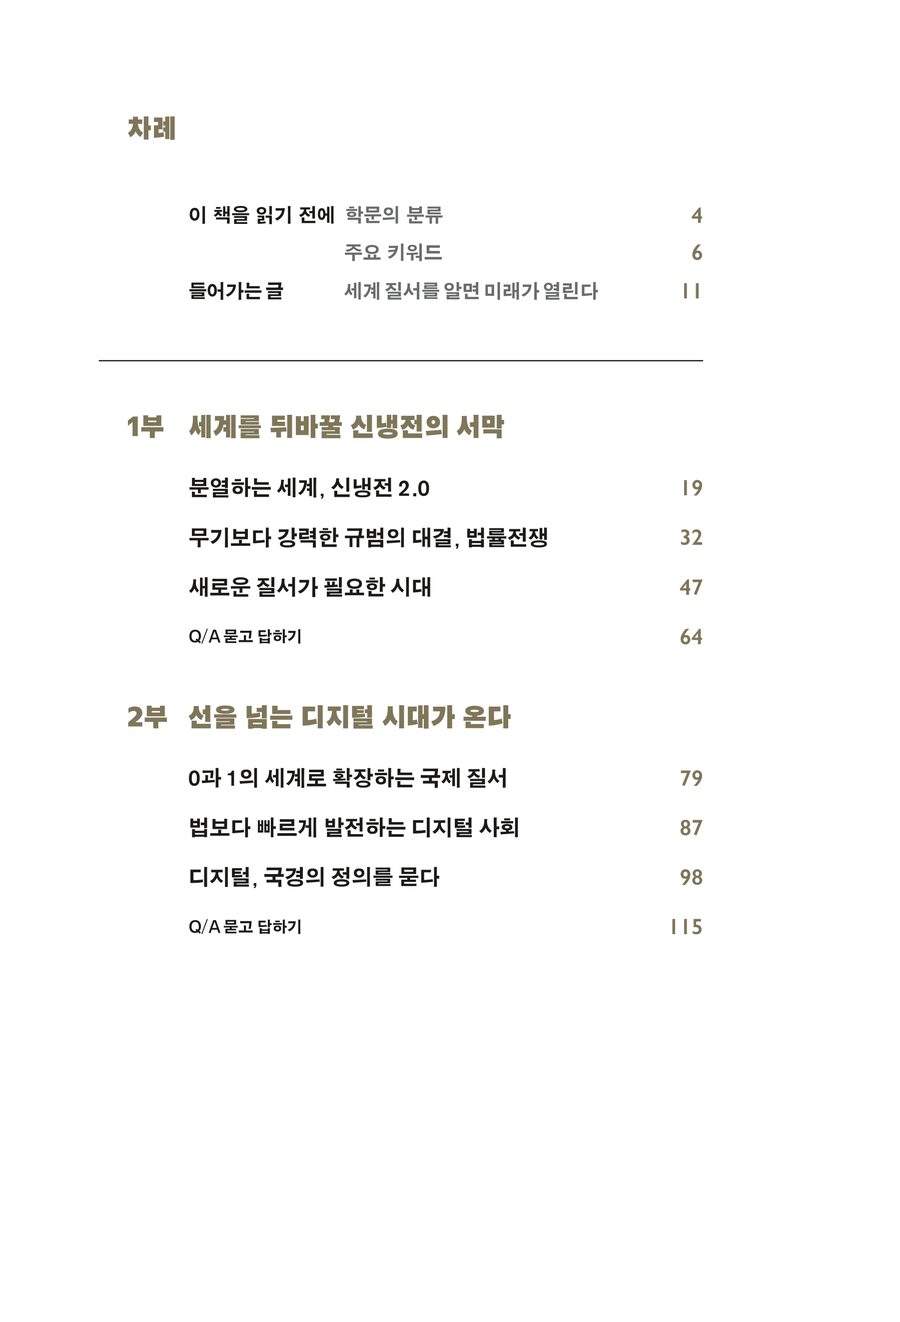 차례
이 책을 읽기 전에 학문의 분류 4
주요 키워드 6
들어가는 글 세계 질서를 알면 미래가 열린다 11
1부 세계를 뒤바꿀 신냉전의 서막
분열하는 세계, 신냉전 2.0 19
무기보다 강력한 규범의 대결, 법률전쟁 32
새로운 질서가 필요한 시대 47
Q/A 묻고 답하기 64
2부 선을 넘는 디지털 시대가 온다
0과 1의 세계로 확장하는 국제 질서 79
법보다 빠르게 발전하는 디지털 사회 87
디지털, 국경의 정의를 묻다 98
Q/A 묻고 답하기 115